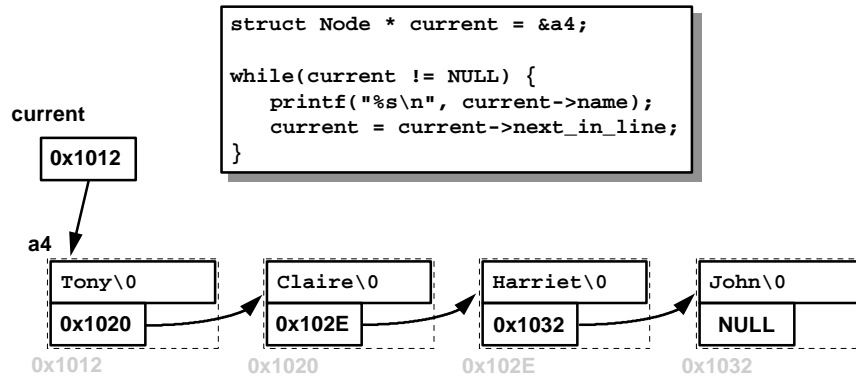 struct Node * current = &a4;
while(current != NULL) {
printf("%s\n", current->name);
current = current->next_in_line;
}
current
0x1012
a4
Tony\0
Claire\0
Harriet\0
John\0
0x1020
0x102E
0x1032
NULL
0x1012
0x1020
0x102E
0x1032